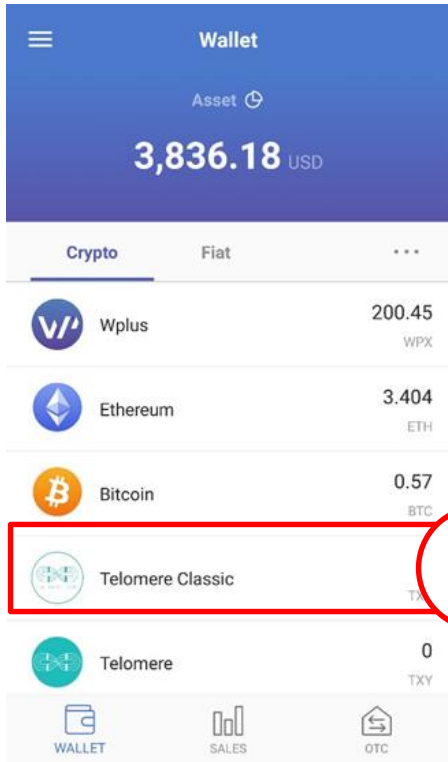 Wallet
Asset
3,836.18 USD
Crypto Fiat ...
Wplus 200.45
WPX
Ethereum 3.404
ETH
Bitcoin 0.57
BTC
Telomere Classic
Telomere 0
TXY
WALLET SALES OTC